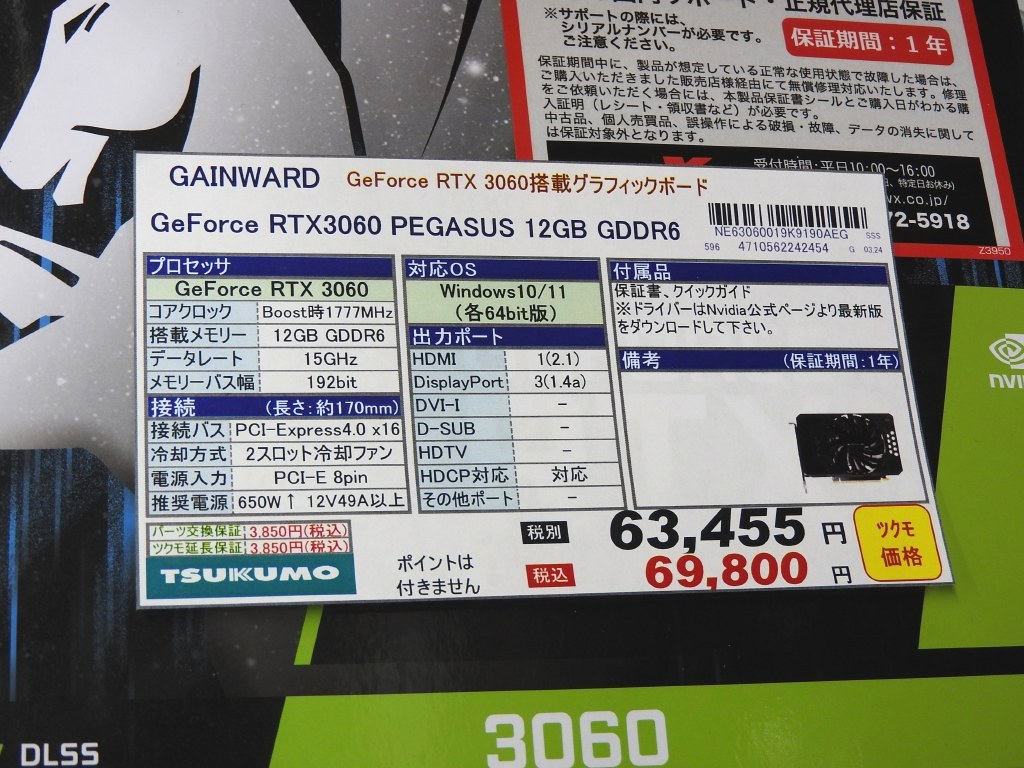 正規代理店保証
※サポートの際には、
シリアルナンバーが必要です。
ご注意ください。
保証期間：1年
保証期間中に、製品が想定している正常な使用状態で故障した場合は、
ご購入いただきました販売店様経由にて無償修理対応いたします。修理
をご依頼いただく場合には、本製品保証書シールとご購入日がわかる購
入証明（レシート・領収書など）が必要です。
中古品、個人売買品、誤操作による破損・故障、データの消失に関して
は保証対象外となります。
受付時間:平日10:00～16:00
特定日お休み)
vx.co.jp/
72-5918
Z3950
GAINWARD GeForce RTX 3060搭載グラフィックボード
GeForce RTX3060 PEGASUS 12GB GDDR6
NE63060019K9190AEG SSS
596 4710562242454 G 03,24
プロセッサ
GeForce RTX 3060
コアクロック Boost時1777MHz
搭載メモリー 12GB GDDR6
データレート 15GHz
メモリーバス幅 192bit
接続 (長さ:約170mm)
接続バス PCI-Express4.0 x16
冷却方式 2スロット冷却ファン
電源入力 PCI-E 8pin
推奨電源 650W↑ 12V49A以上
対応OS
Windows10/11
(各64bit版)
出力ポート
HDMI 1(2.1)
DisplayPort 3(1.4a)
DVI-I -
D-SUB -
HDTV -
HDCP対応 対応
その他ポート -
付属品
保証書、クイックガイド
※ドライバーはNvidia公式ページより最新版
をダウンロードして下さい。
備考 (保証期間:1年)
パーツ交換保証 3,850円(税込)
ツクモ延長保証 3,850円(税込)
TSUKUMO
ポイントは
付きません
税別 63,455 円
税込 69,800 円
ツクモ
価格
3060
DLSS